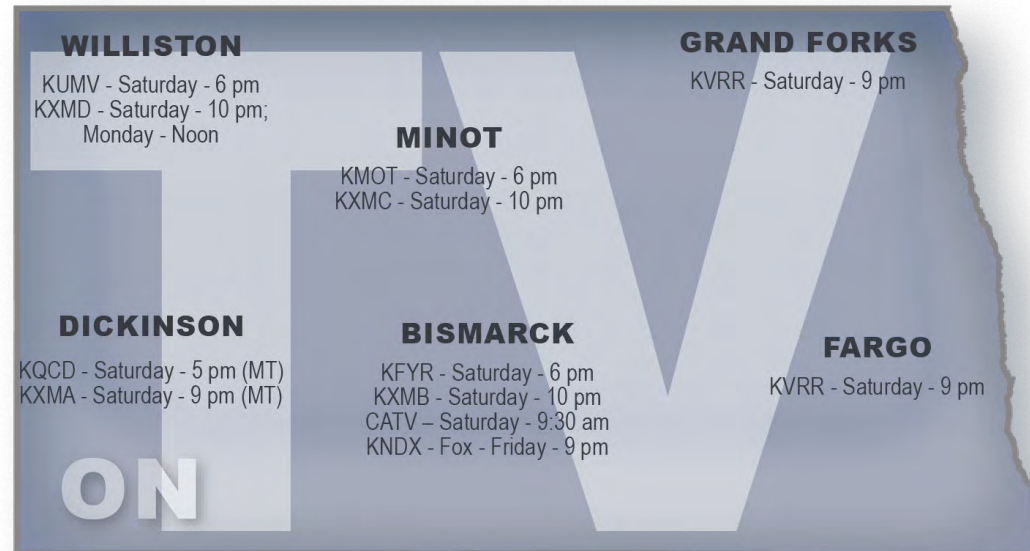 WILLISTON
KUMV - Saturday - 6 pm
KXMD - Saturday - 10 pm;
Monday - Noon
GRAND FORKS
KVRR - Saturday - 9 pm
MINOT
KMOT - Saturday - 6 pm
KXMC - Saturday - 10 pm
DICKINSON
KQCD - Saturday - 5 pm (MT)
KXMA - Saturday - 9 pm (MT)
BISMARCK
KFYR - Saturday - 6 pm
KXMB - Saturday - 10 pm
CATV – Saturday - 9:30 am
KNDX - Fox - Friday - 9 pm
FARGO
KVRR - Saturday - 9 pm
ON
TV